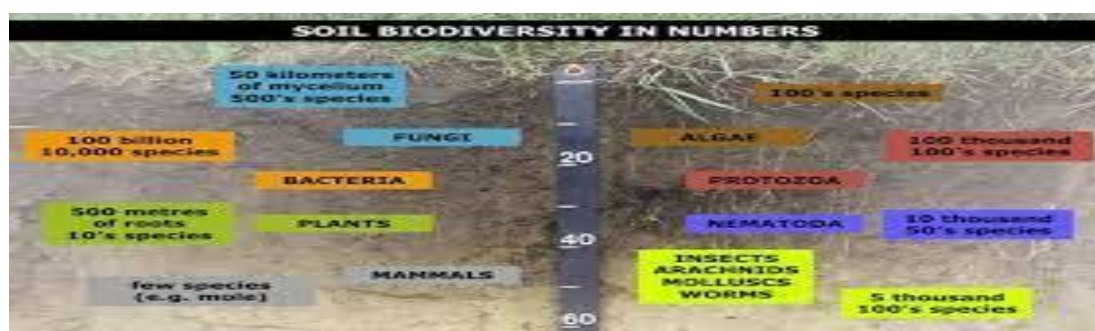 SOIL BIODIVERSITY IN NUMBERS
50 kilometers
of mycelium
500's species
100's species
FUNGI
ALGAE
100 billion
10,000 species
100 thousand
100's species
BACTERIA
PROTOZOA
500 metres
of roots
10's species
PLANTS
NEMATODA
10 thousand
50's species
MAMMALS
INSECTS
ARACHNIDS
MOLLUSCS
WORMS
few species
(e.g. mole)
5 thousand
100's species
0
20
40
60